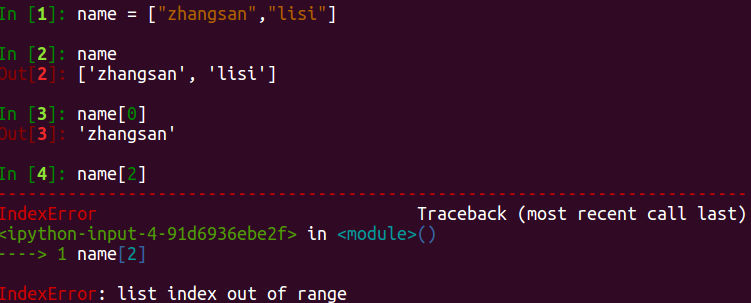 In [1]: name = ["zhangsan","lisi"]
In [2]: name
Out[2]: ['zhangsan', 'lisi']
In [3]: name[0]
Out[3]: 'zhangsan'
In [4]: name[2]
---------------------------------------------------------------------------
IndexError                                Traceback (most recent call last)
<ipython-input-4-91d6936ebe2f> in <module>()
----> 1 name[2]
IndexError: list index out of range